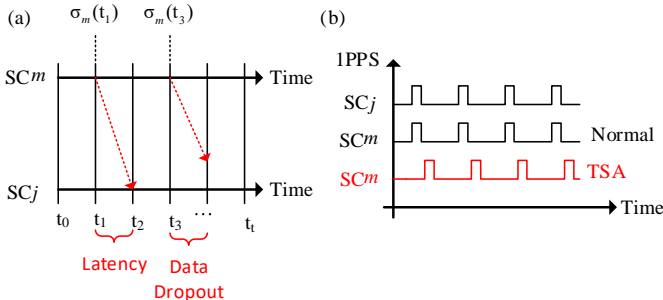 (a)
σm(t1) σm(t3)
SCm Time
SCj Time
t0 t1 t2 t3 ... tt
Latency Data
Dropout
(b)
1PPS
SCj
SCm Normal
SCm TSA
Time